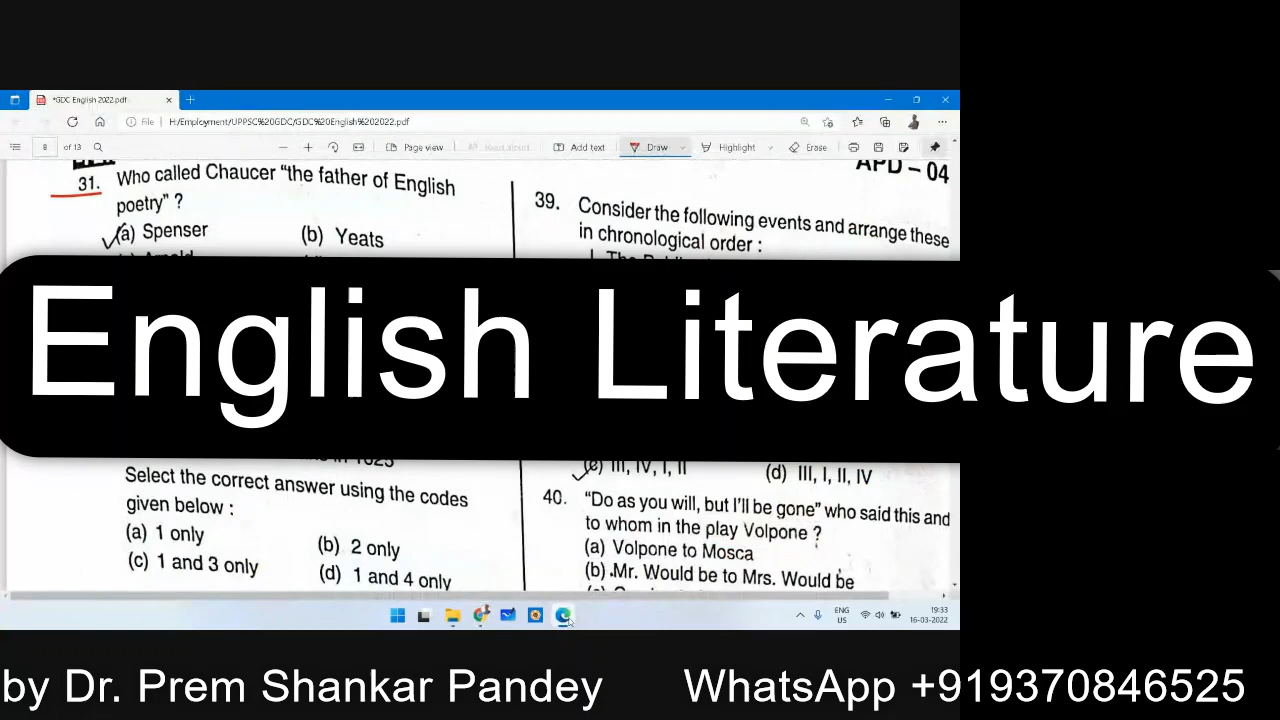 *GDC English 2022.pdf
File | H:/Employment/UPPSC%20GDC/GDC%20English%202022.pdf
8 of 13
Page view
Read aloud
Add text
Draw
Highlight
Erase
APD – 04
31. Who called Chaucer “the father of English
poetry” ?
(a) Spenser (b) Yeats
39. Consider the following events and arrange these
in chronological order :
English Literature
Select the correct answer using the codes
given below :
(a) 1 only (b) 2 only
(c) 1 and 3 only (d) 1 and 4 only
(c) III, IV, I, II (d) III, I, II, IV
40. “Do as you will, but I’ll be gone” who said this and
to whom in the play Volpone ?
(a) Volpone to Mosca
(b) Mr. Would be to Mrs. Would be
ENG
US
19:33
16-03-2022
by Dr. Prem Shankar Pandey WhatsApp +919370846525